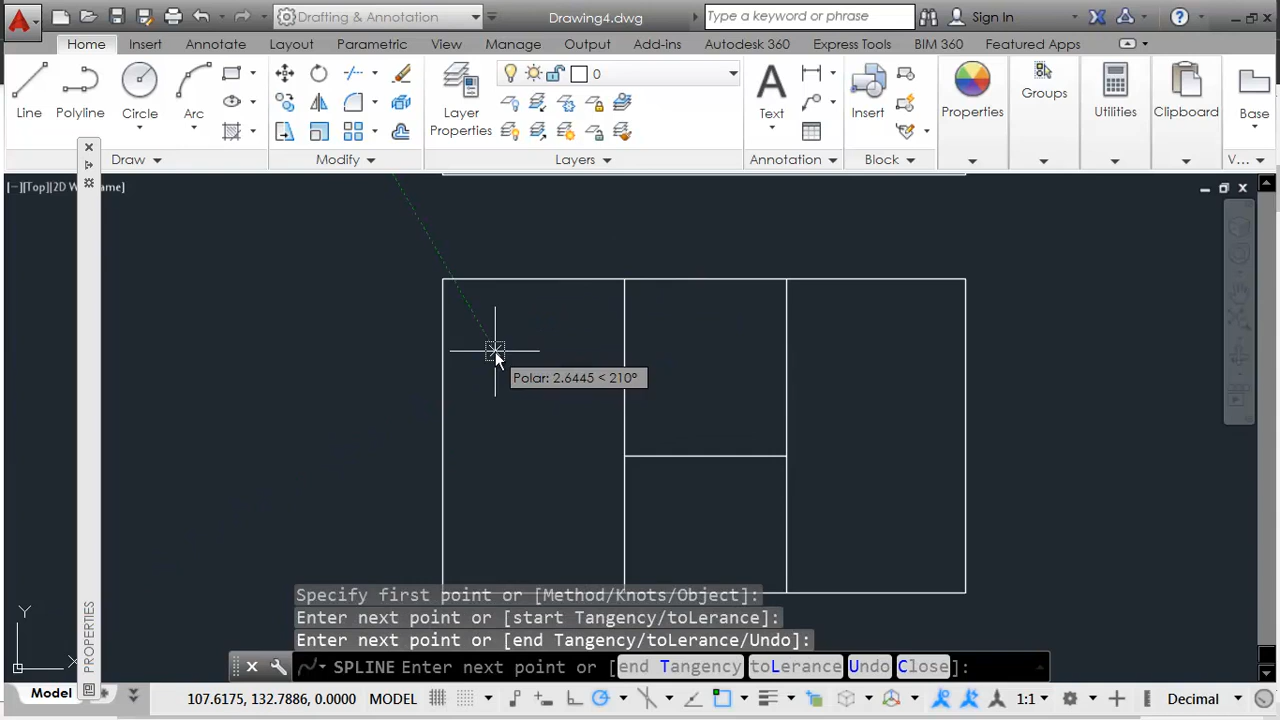 Drafting & Annotation
Drawing4.dwg
Type a keyword or phrase
Sign In
Home Insert Annotate Layout Parametric View Manage Output Add-ins Autodesk 360 Express Tools BIM 360 Featured Apps
0
Line Polyline Circle Arc
Layer Properties
Text
Insert
Properties
Groups
Utilities
Clipboard
Base
Draw Modify Layers Annotation Block V...
[−][Top][2D W eframe]
Polar: 2.6445 < 210°
Specify first point or [Method/Knots/Object]:
Enter next point or [start Tangency/toLerance]:
Enter next point or [end Tangency/toLerance/Undo]:
SPLINE Enter next point or [end Tangency toLerance Undo Close]:
PROPERTIES
Y
X
Model
107.6175, 132.7886, 0.0000 MODEL 1:1 Decimal